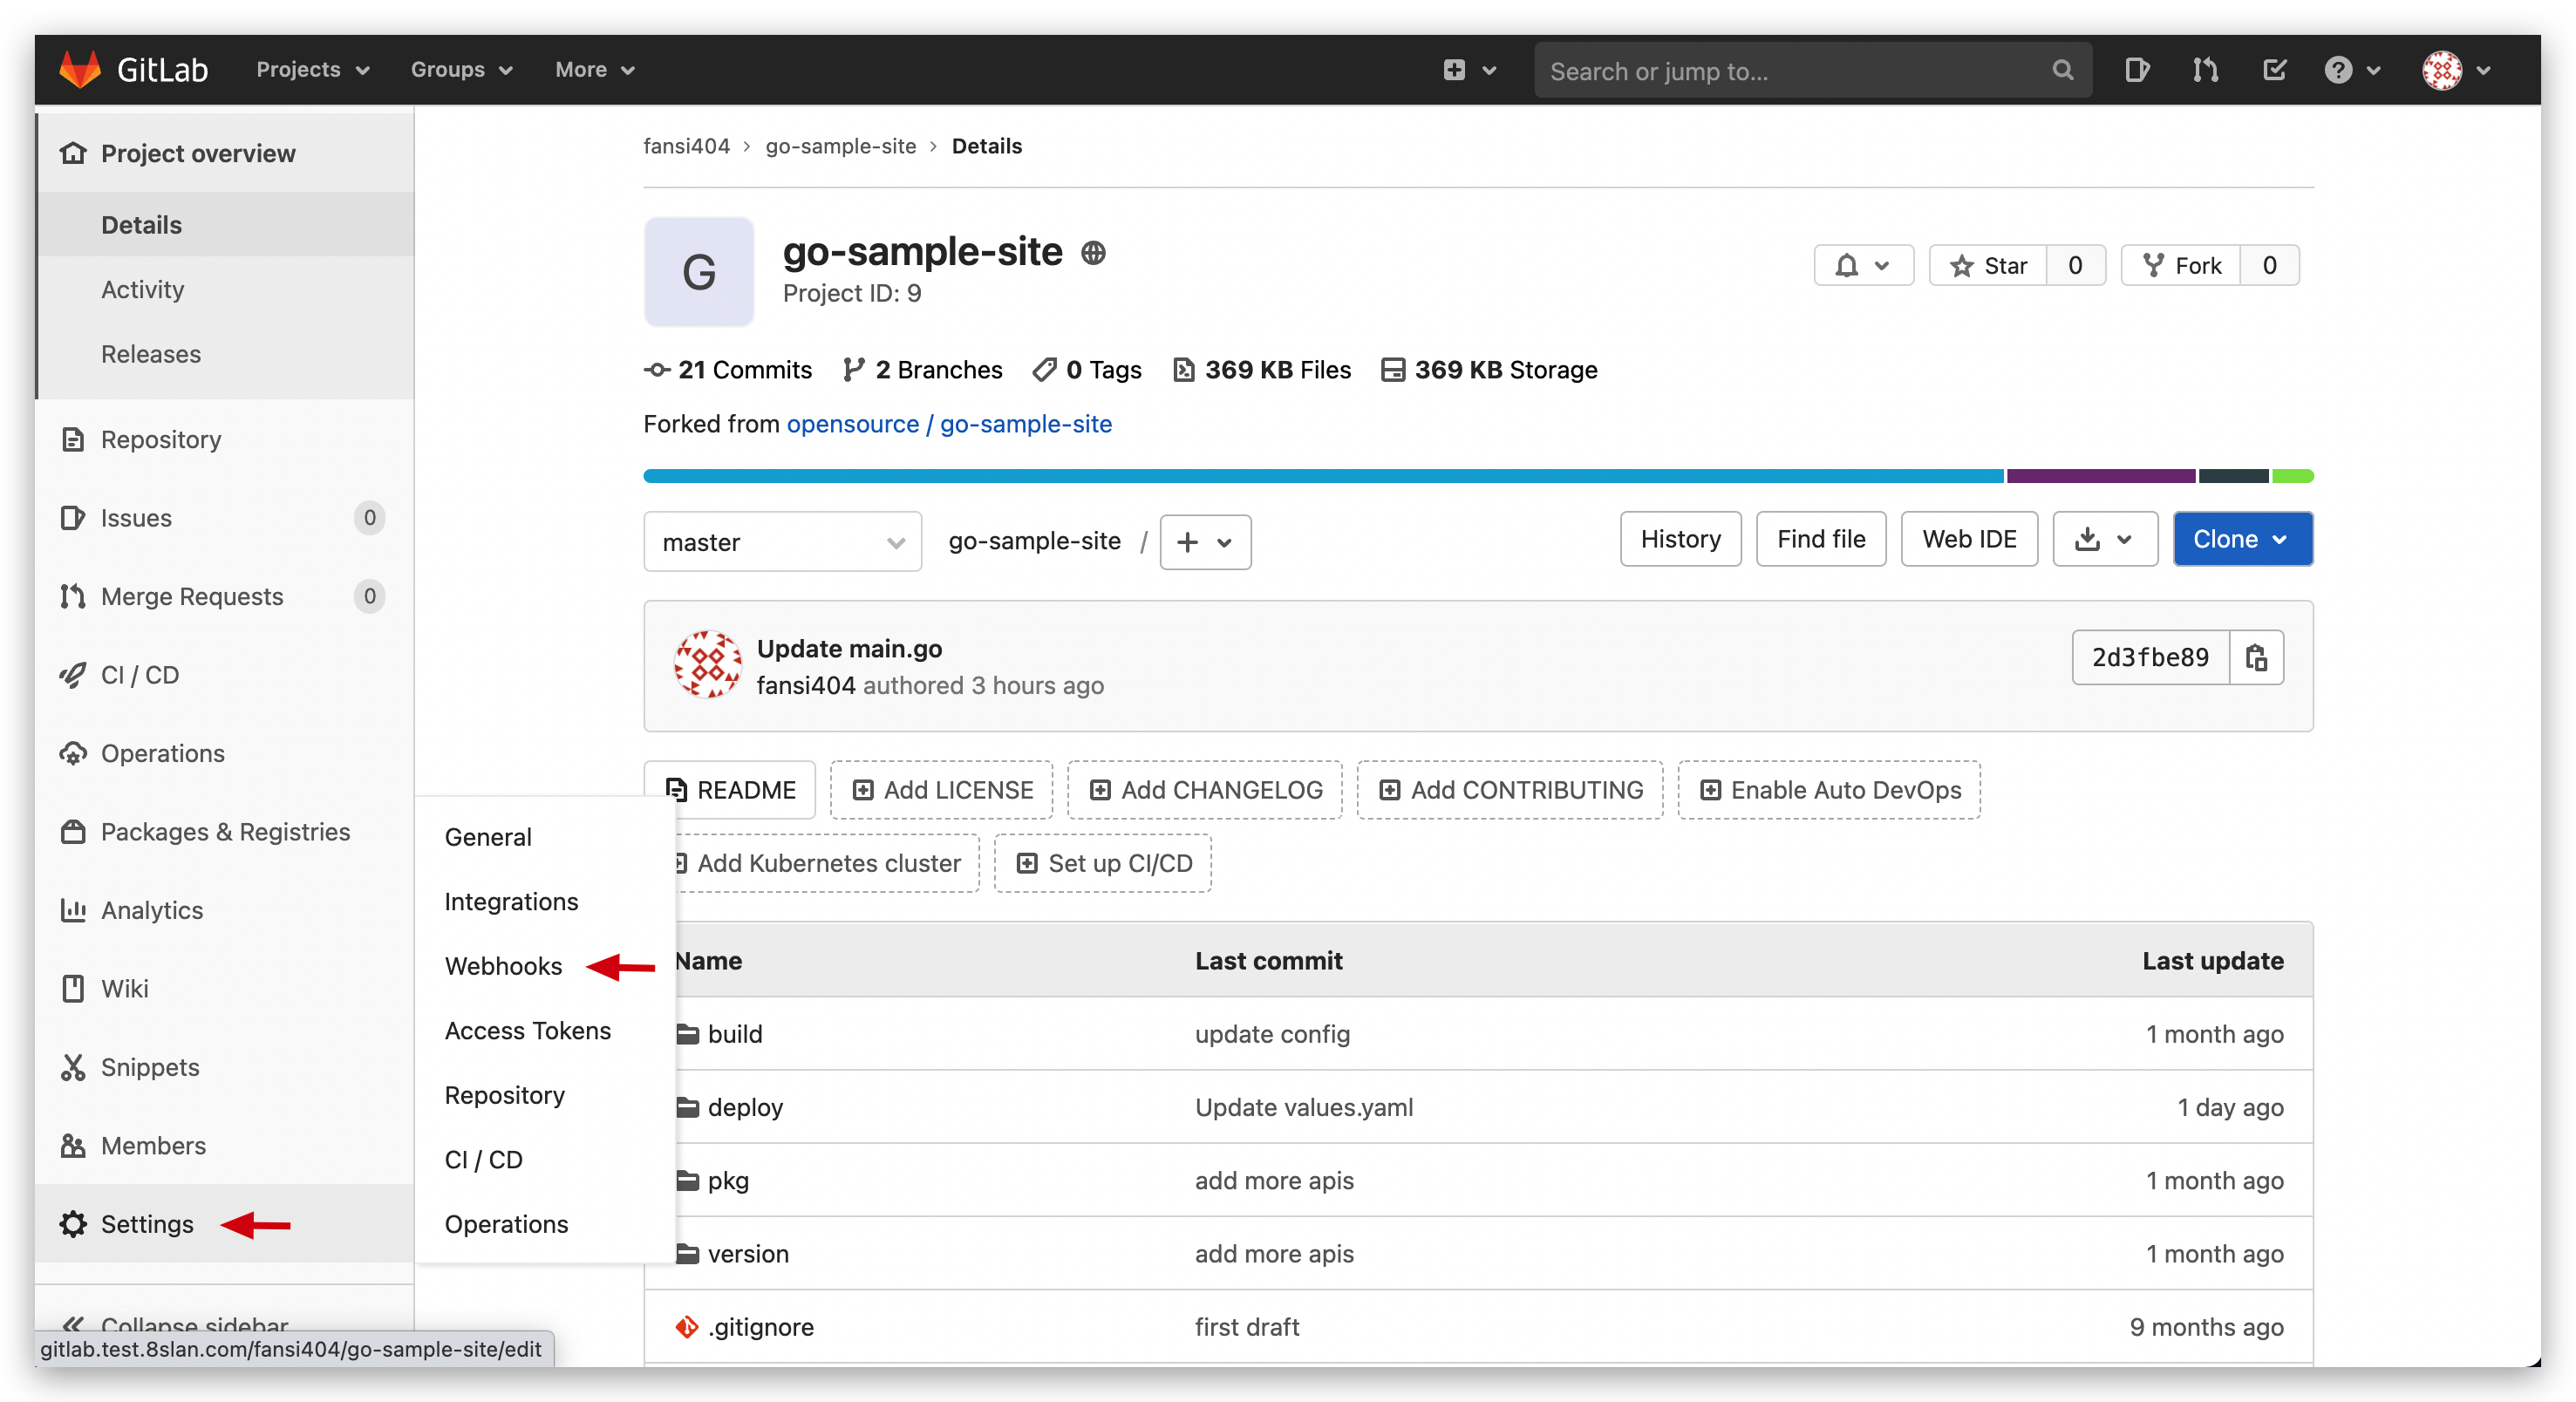 GitLab Projects Groups More Search or jump to...
Project overview
Details
Activity
Releases
Repository
Issues 0
Merge Requests 0
CI / CD
Operations
Packages & Registries
Analytics
Wiki
Snippets
Members
Settings
Collapse sidebar
gitlab.test.8slan.com/fansi404/go-sample-site/edit
General
Integrations
Webhooks
Access Tokens
Repository
CI / CD
Operations
fansi404 › go-sample-site › Details
G
go-sample-site
Project ID: 9
Star 0 Fork 0
21 Commits 2 Branches 0 Tags 369 KB Files 369 KB Storage
Forked from opensource / go-sample-site
master go-sample-site / + History Find file Web IDE Clone
Update main.go
fansi404 authored 3 hours ago
2d3fbe89
README Add LICENSE Add CHANGELOG Add CONTRIBUTING Enable Auto DevOps
Add Kubernetes cluster Set up CI/CD
Name Last commit Last update
build update config 1 month ago
deploy Update values.yaml 1 day ago
pkg add more apis 1 month ago
version add more apis 1 month ago
.gitignore first draft 9 months ago